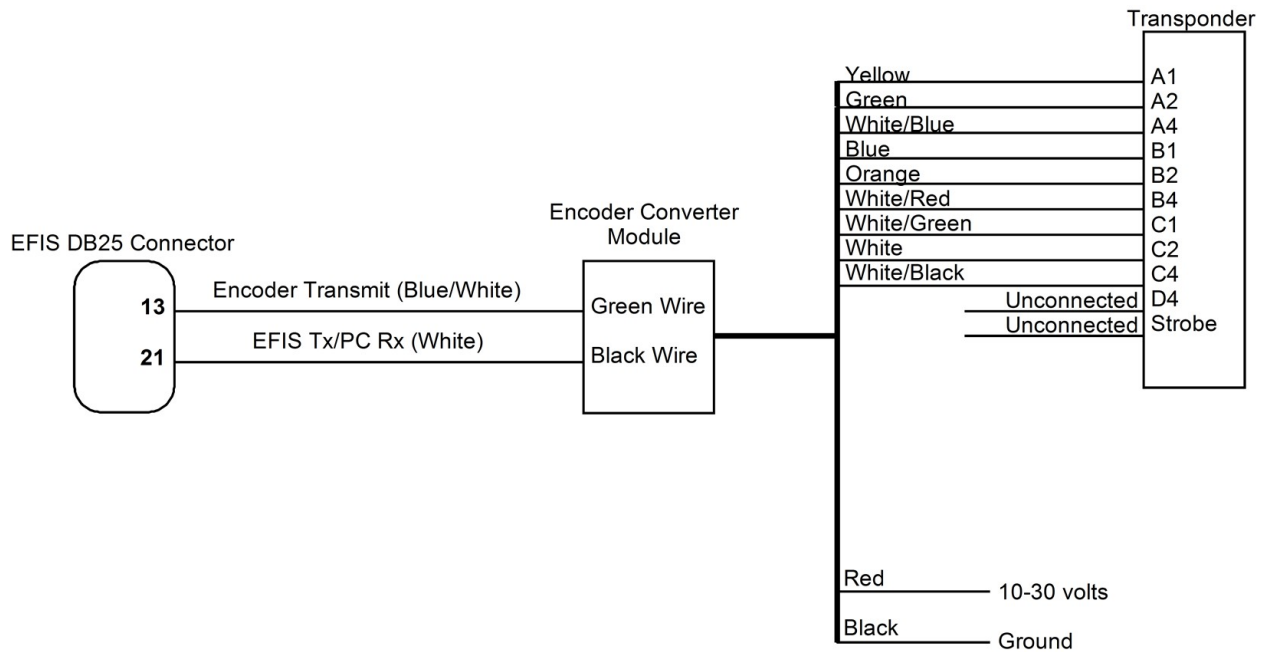 Transponder
Yellow A1
Green A2
White/Blue A4
Blue B1
Orange B2
White/Red B4
White/Green C1
White C2
White/Black C4
Unconnected D4
Unconnected Strobe
Encoder Converter
Module
EFIS DB25 Connector
13 Encoder Transmit (Blue/White) Green Wire
21 EFIS Tx/PC Rx (White) Black Wire
Red 10-30 volts
Black Ground